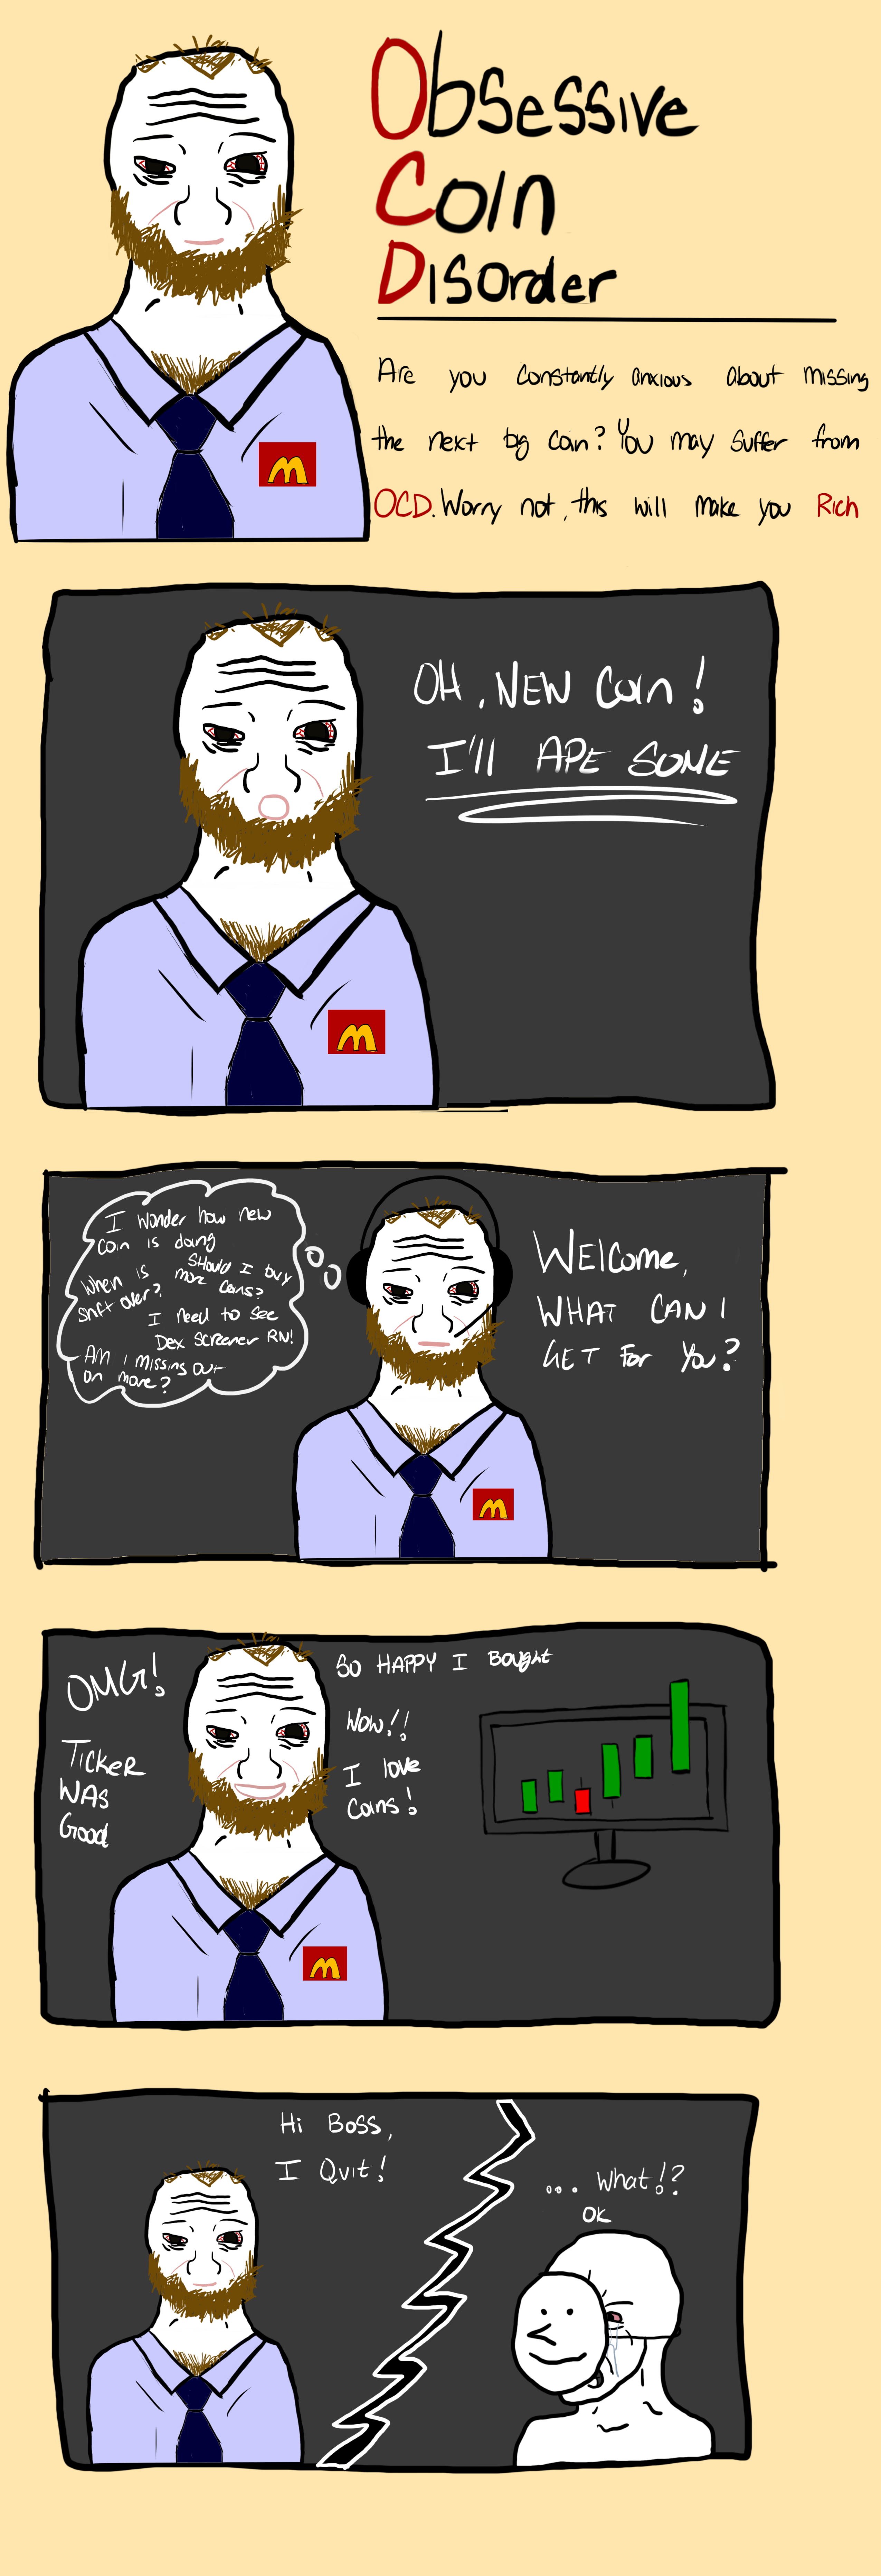 Obsessive
Coin
Disorder
Are you constantly anxious about missing
the next big coin? You may suffer from
OCD. Worry not, this will make you Rich
M
OH, NEW Coin!
I'll APE SOME
M
I wonder how new
coin is doing
Should I buy
more coins?
When is
shift over?
I need to see
Dex Screener RN!
Am I missing out
on more?
WElcome,
WHAT CAN I
GET For You?
M
OMG!
TickeR
WAS
Good
SO HAPPY I Bought
Wow!!
I love
Coins!
M
Hi Boss,
I Quit!
... What!?
OK